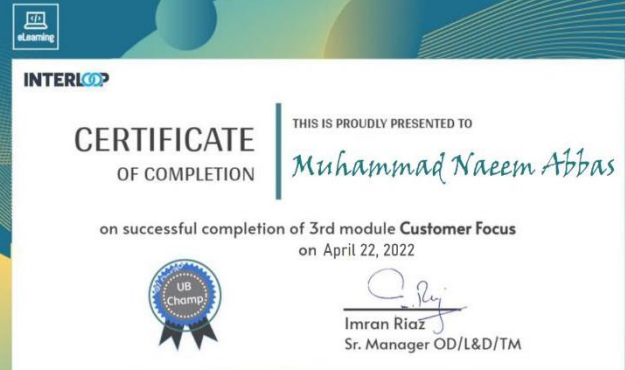 </>
eLearning
INTERLOOP
CERTIFICATE
OF COMPLETION
THIS IS PROUDLY PRESENTED TO
Muhammad Naeem Abbas
on successful completion of 3rd module Customer Focus
on April 22, 2022
UB
Champ
Imran Riaz
Sr. Manager OD/L&D/TM